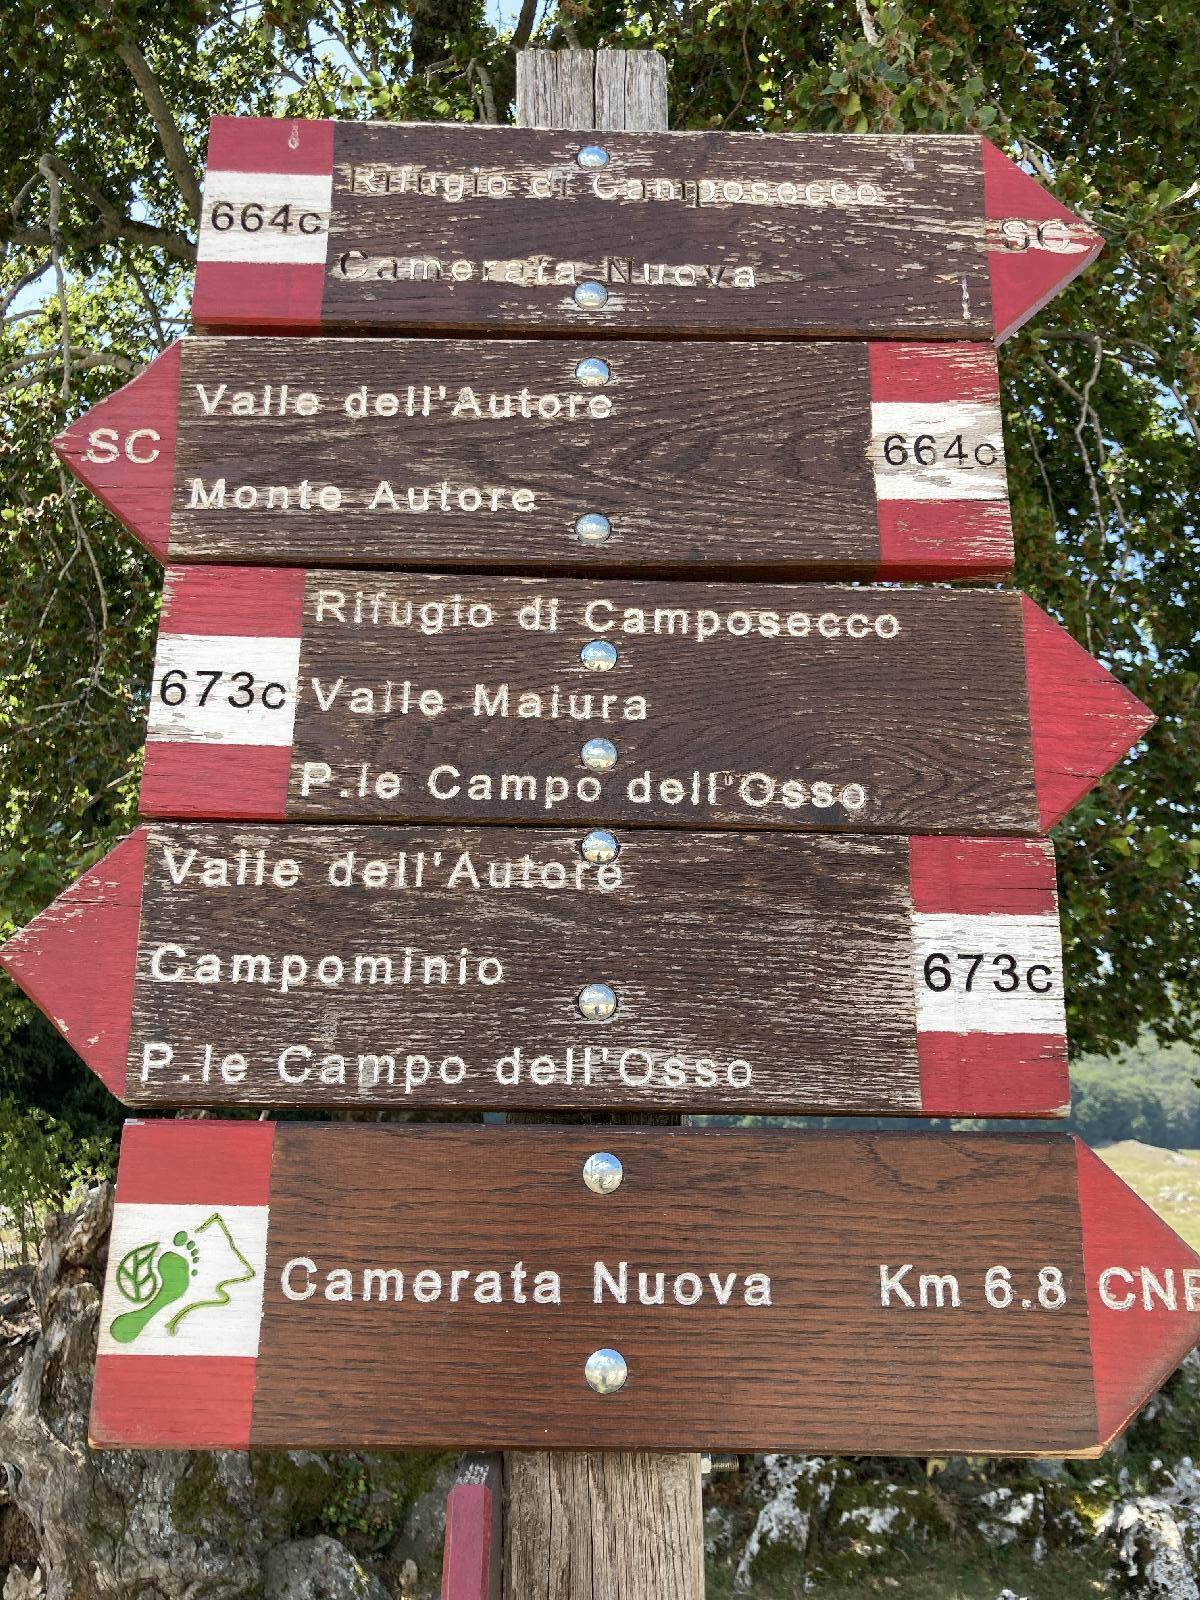 664c
Rifugio di Camposecco
SC
Camerata Nuova
Valle dell'Autore
SC
664c
Monte Autore
Rifugio di Camposecco
673c
Valle Maiura
P.le Campo dell'Osso
Valle dell'Autore
Campominio
673c
P.le Campo dell'Osso
Camerata Nuova
Km 6.8